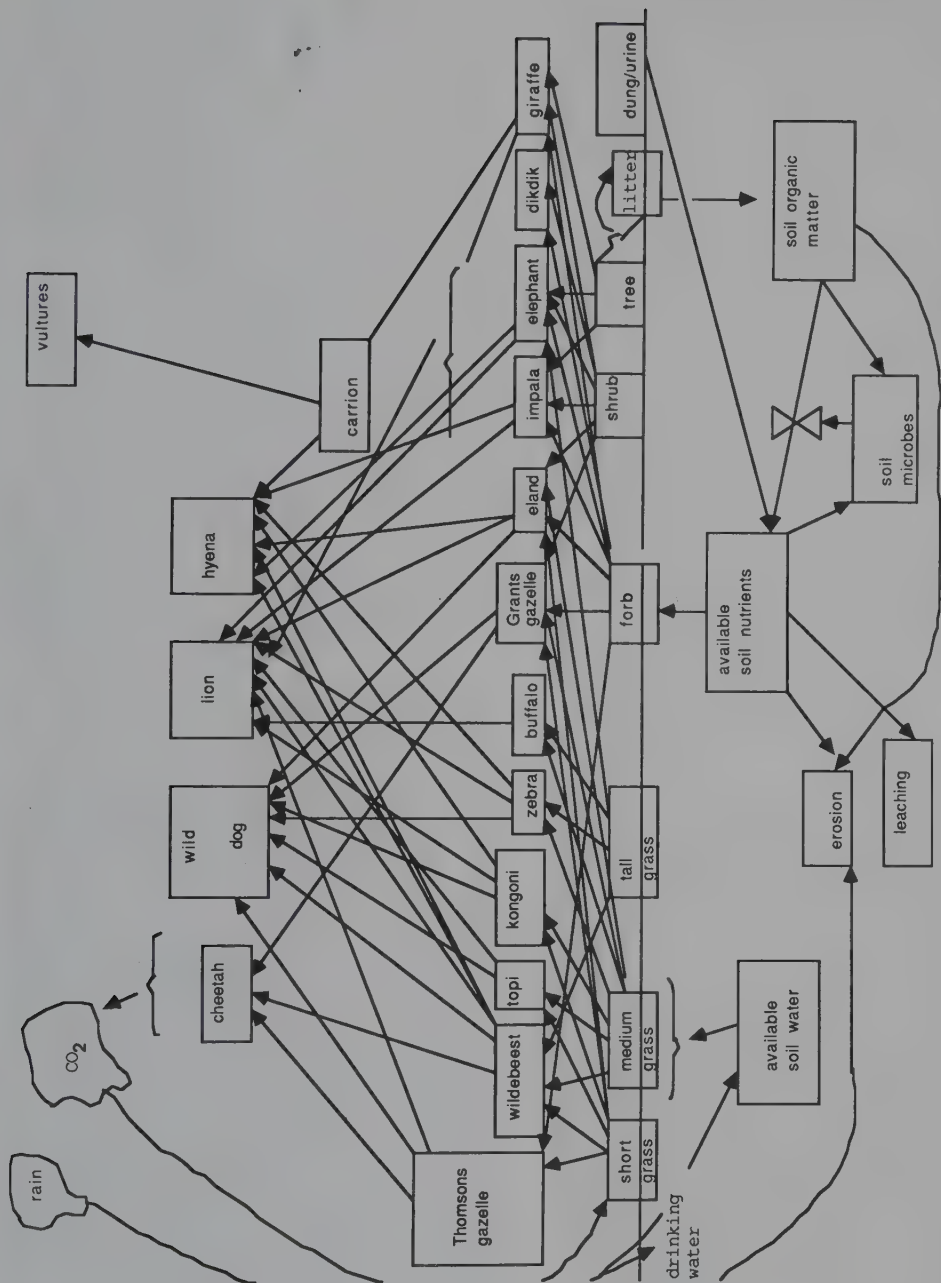 rain
CO2
vultures
cheetah
wild
dog
lion
hyena
carrion
Thomsons
gazelle
wildebeest
topi
kongoni
zebra
buffalo
Grants
gazelle
eland
impala
elephant
dikdik
giraffe
short
grass
medium
grass
tall
grass
forb
shrub
tree
litter
dung/urine
drinking
water
available
soil water
erosion
leaching
available
soil nutrients
soil
microbes
soil organic
matter